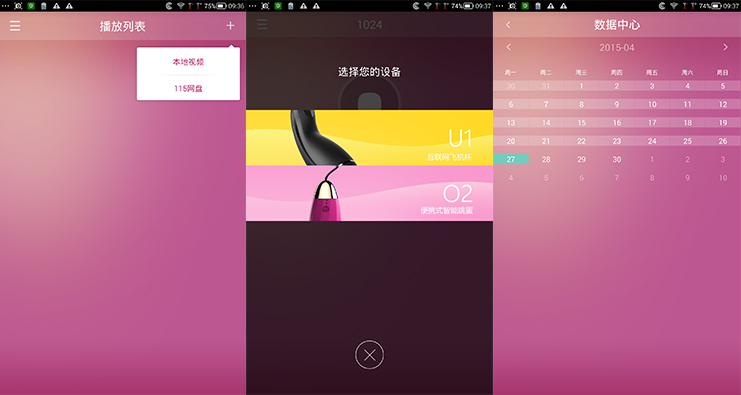 75% 09:36
播放列表
本地视频
115网盘
74% 09:37
1024
选择您的设备
U1
互联网飞机杯
O2
便携式智能跳蛋
74% 09:37
数据中心
2015-04
周一 周二 周三 周四 周五 周六 周日
30 31 1 2 3 4 5
6 7 8 9 10 11 12
13 14 15 16 17 18 19
20 21 22 23 24 25 26
27 28 29 30 1 2 3
4 5 6 7 8 9 10